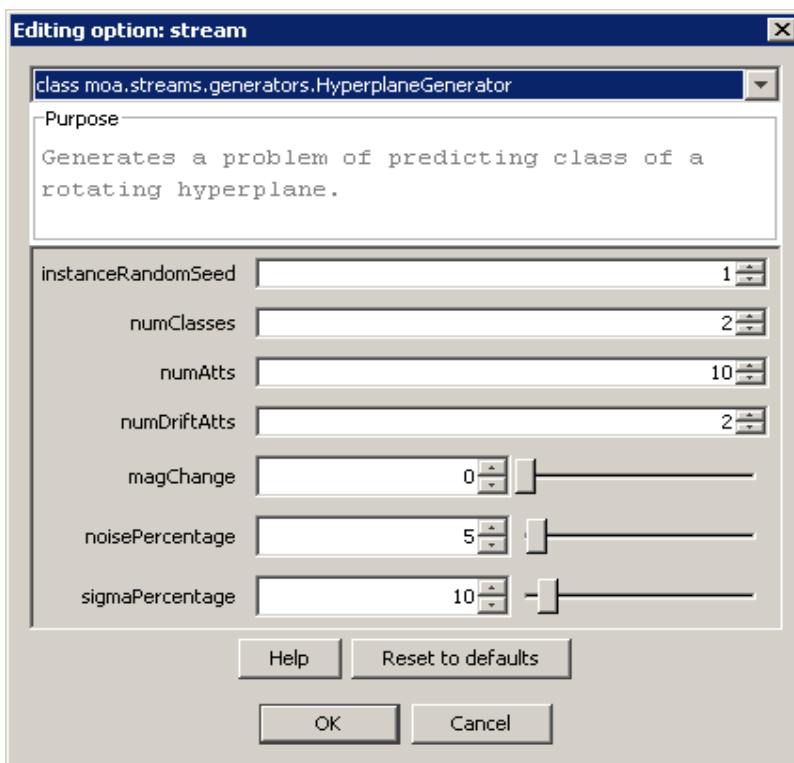 Editing option: stream
class moa.streams.generators.HyperplaneGenerator
Purpose
Generates a problem of predicting class of a
rotating hyperplane.
instanceRandomSeed 1
numClasses 2
numAtts 10
numDriftAtts 2
magChange 0
noisePercentage 5
sigmaPercentage 10
Help Reset to defaults
OK Cancel